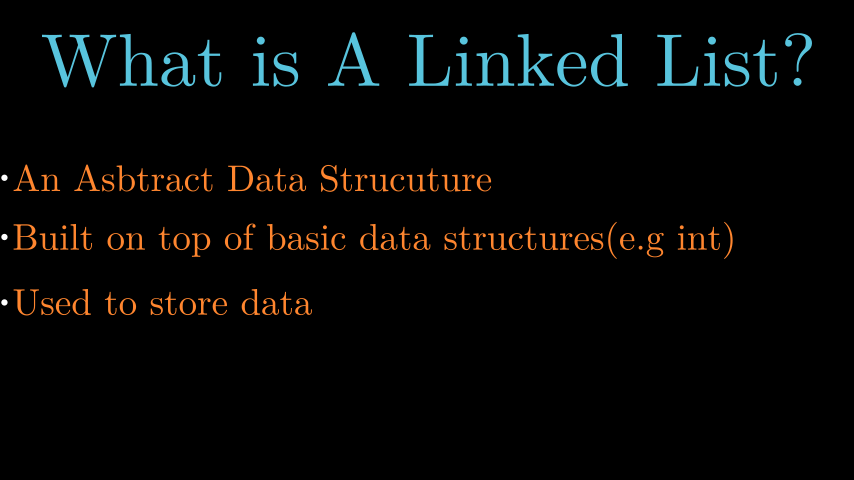 What is A Linked List?
·An Asbtract Data Strucuture
·Built on top of basic data structures(e.g int)
·Used to store data